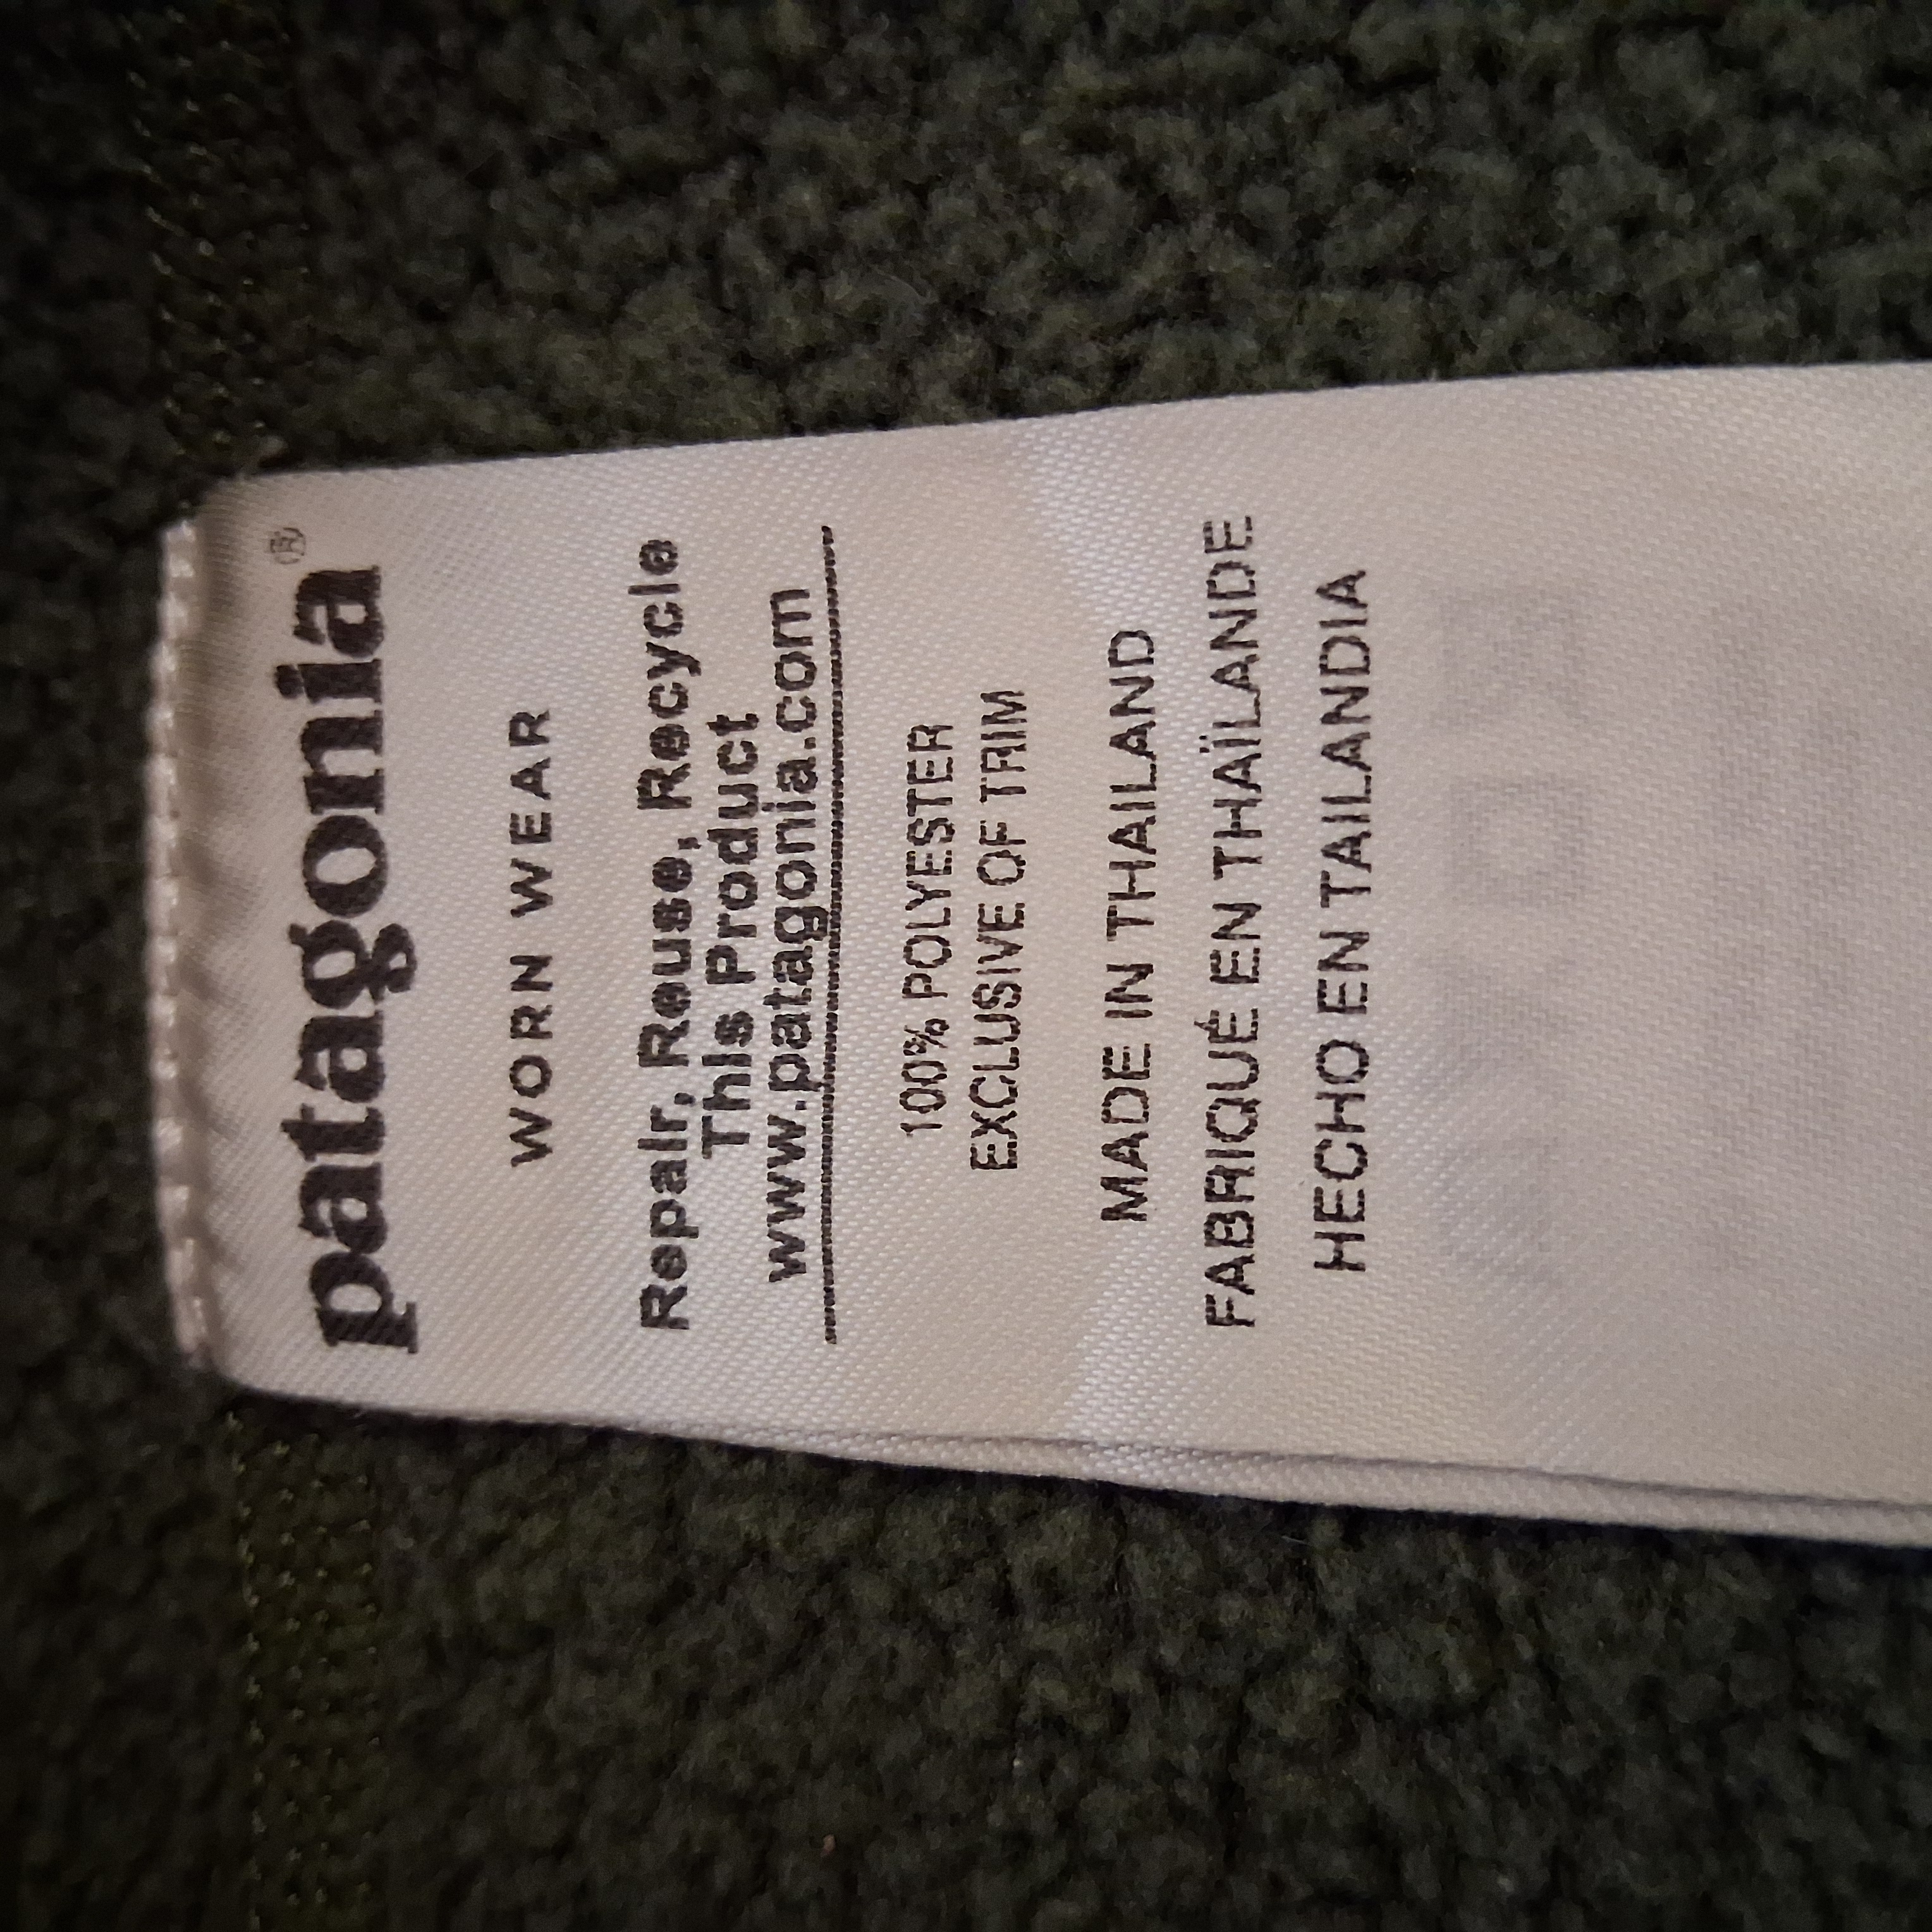 patagonia®
WORN WEAR
Repair, Reuse, Recycle
This Product
www.patagonia.com
100% POLYESTER
EXCLUSIVE OF TRIM
MADE IN THAILAND
FABRIQUÉ EN THAÏLANDE
HECHO EN TAILANDIA